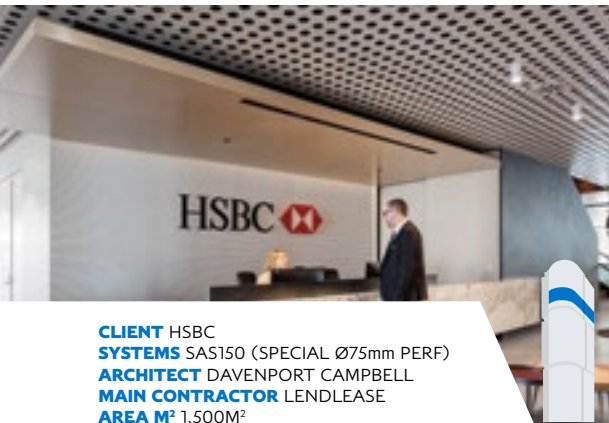 HSBC
CLIENT HSBC
SYSTEMS SAS150 (SPECIAL Ø75mm PERF)
ARCHITECT DAVENPORT CAMPBELL
MAIN CONTRACTOR LENDLEASE
AREA M² 1,500M²